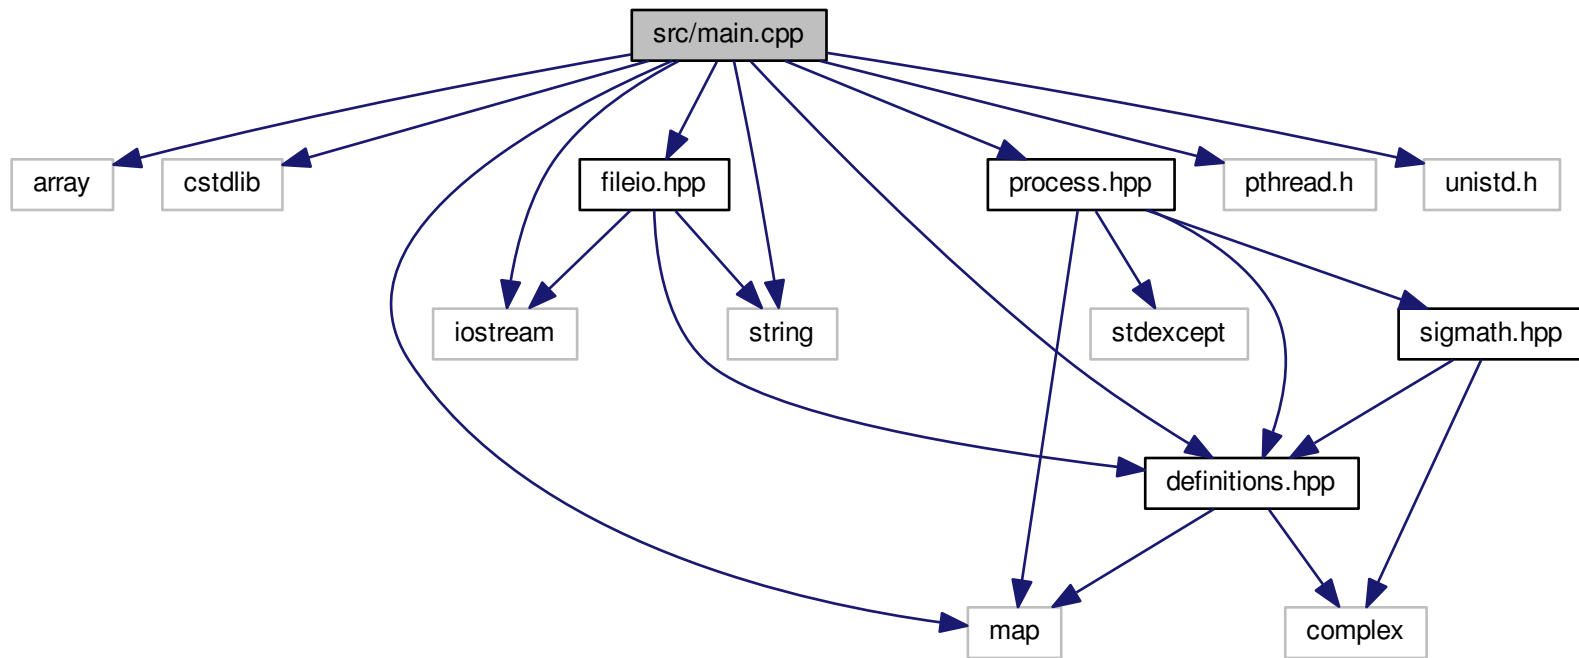 src/main.cpp
array
cstdlib
fileio.hpp
process.hpp
pthread.h
unistd.h
iostream
string
stdexcept
sigmath.hpp
definitions.hpp
map
complex